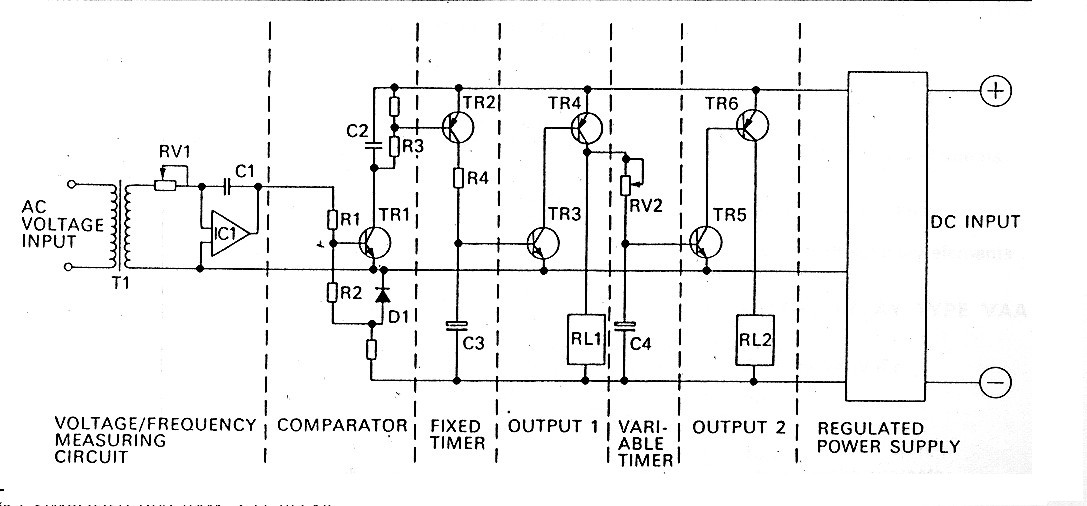 RV1
C1
AC
VOLTAGE
INPUT
IC1
T1
C2
R3
R1
TR1
R2
D1
TR2
R4
C3
TR4
TR3
RL1
RV2
C4
TR6
TR5
RL2
+
−
DC INPUT
VOLTAGE/FREQUENCY
MEASURING
CIRCUIT
COMPARATOR
FIXED
TIMER
OUTPUT 1
VARI-
ABLE
TIMER
OUTPUT 2
REGULATED
POWER SUPPLY